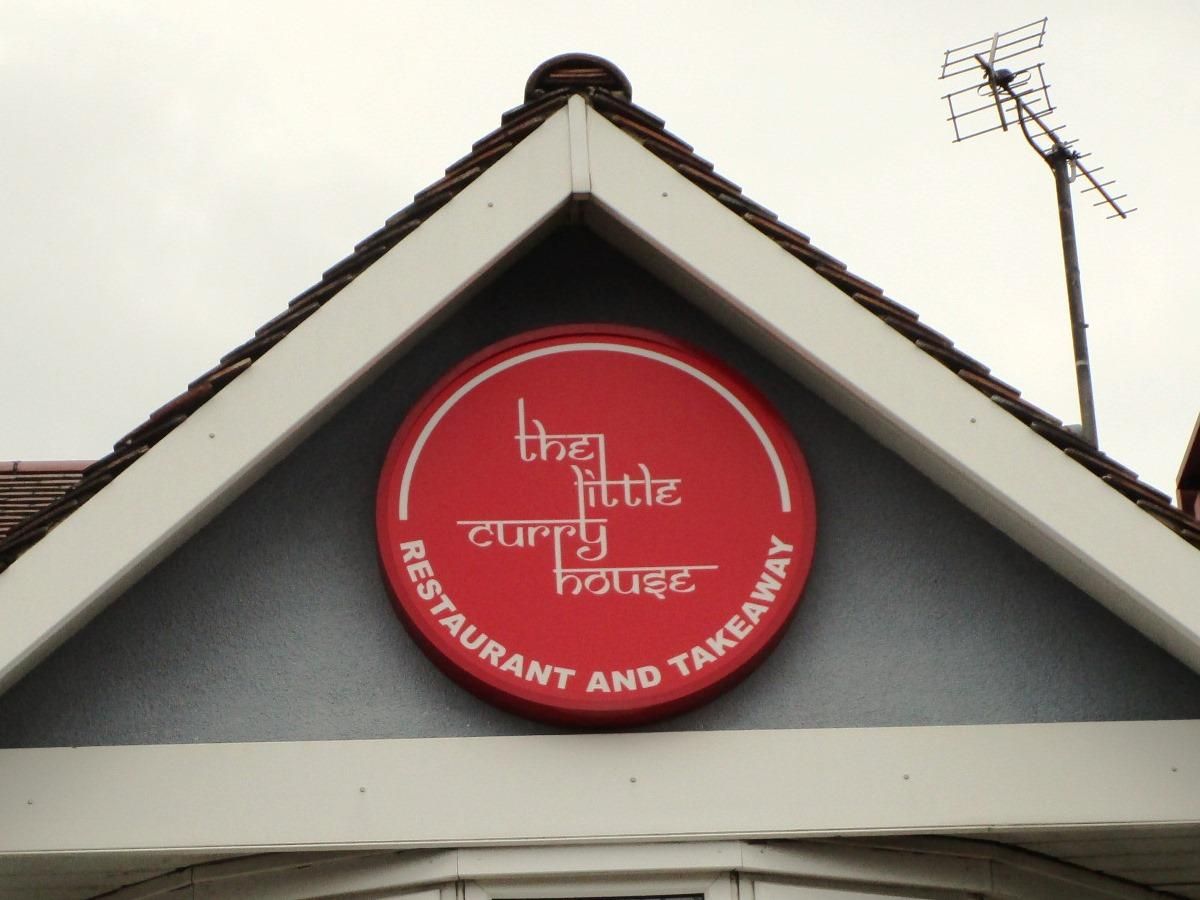 the
little
curry
house
RESTAURANT AND TAKEAWAY